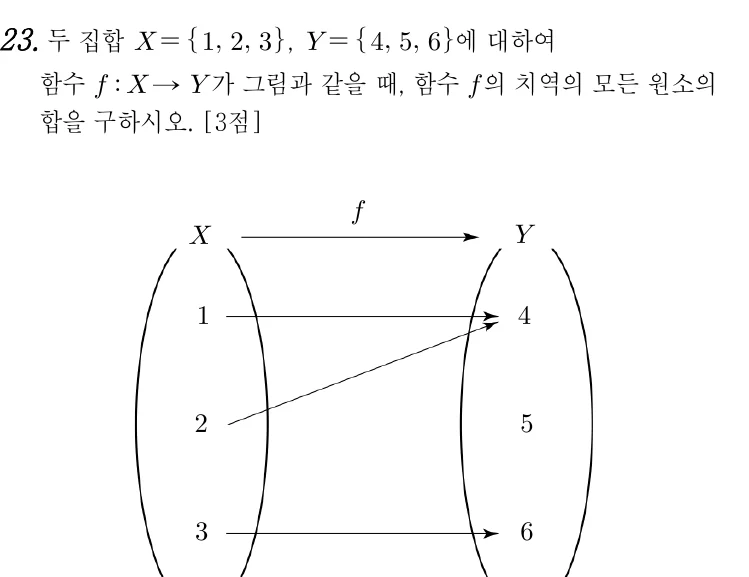 23. 두 집합 X={1, 2, 3}, Y={4, 5, 6}에 대하여
함수 f : X → Y가 그림과 같을 때, 함수 f의 치역의 모든 원소의
합을 구하시오. [3점]
f
X Y
1 4
2 5
3 6